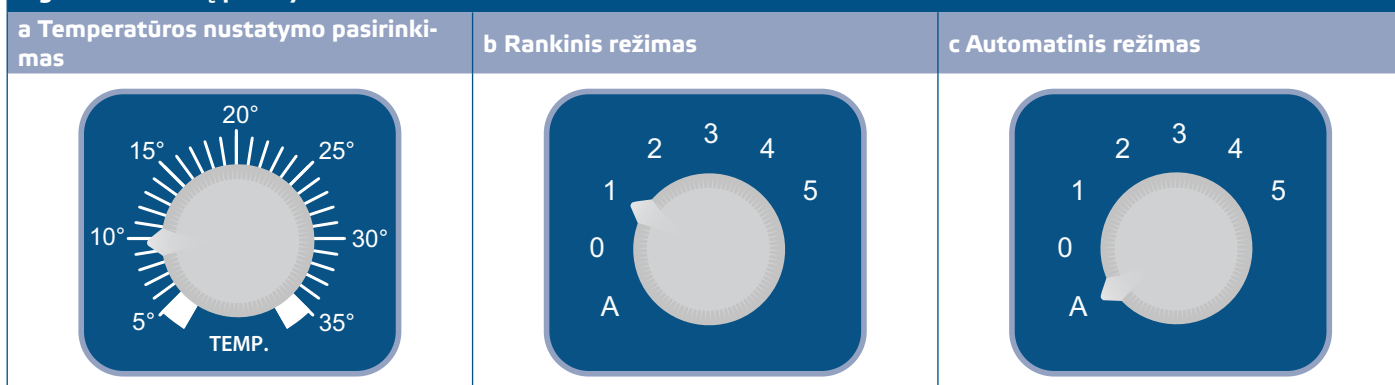 a Temperatūros nustatymo pasirinki-
mas
b Rankinis režimas
c Automatinis režimas
20°
15°
25°
10°
30°
5°
35°
TEMP.
3
2
4
1
5
0
A
3
2
4
1
5
0
A